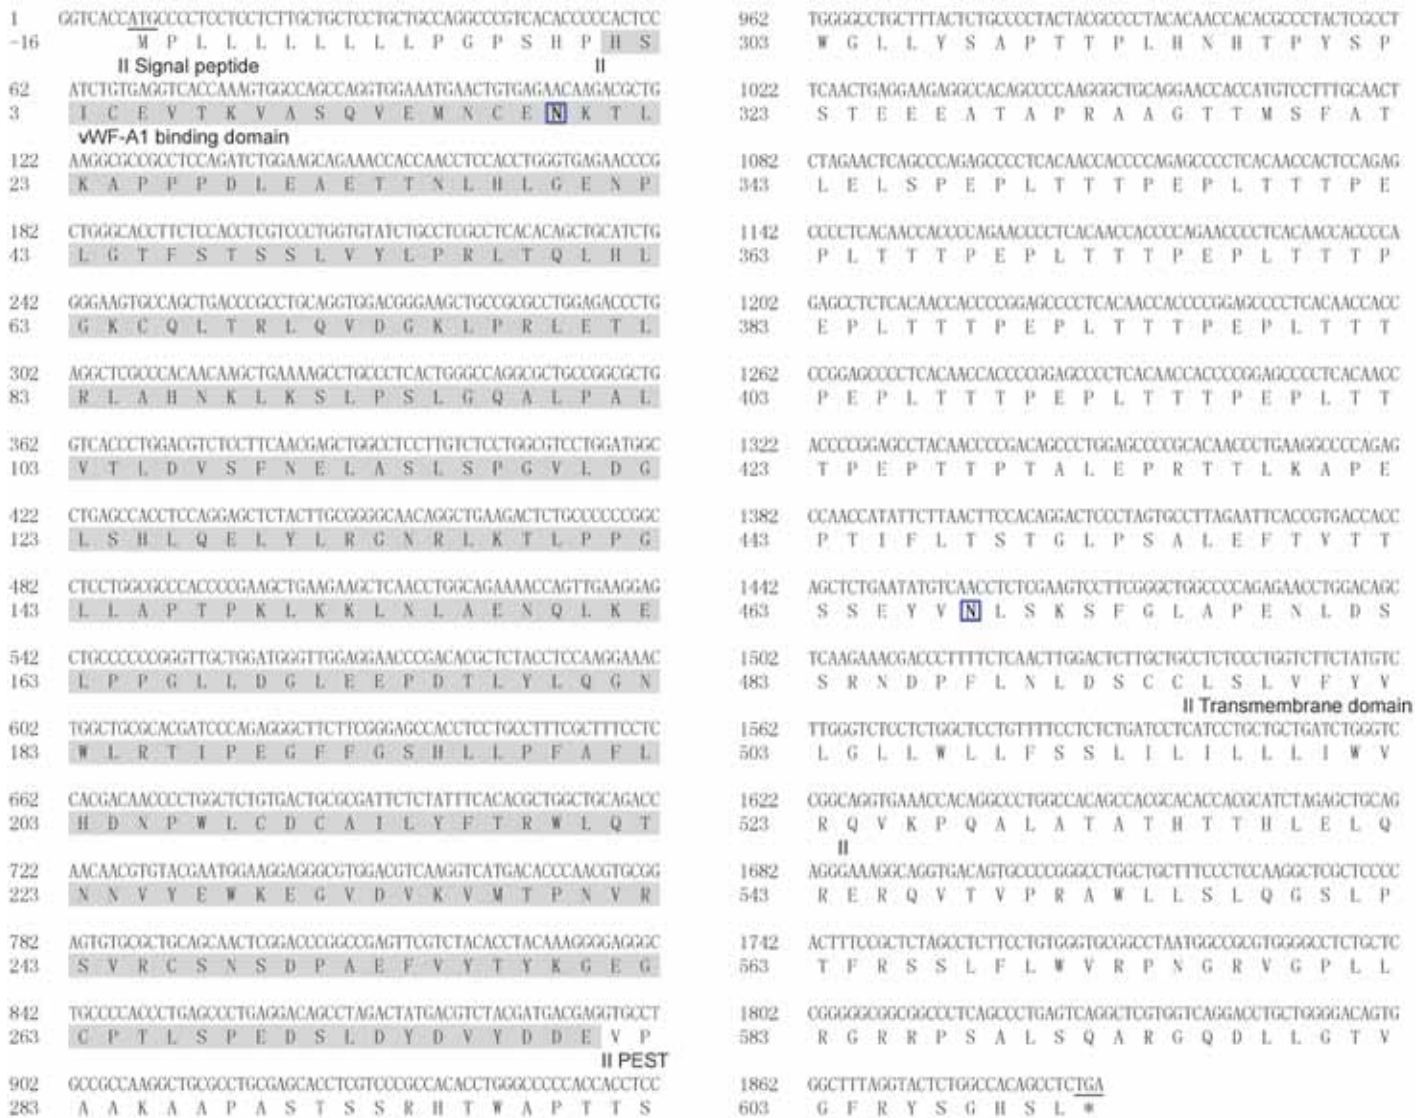 1 GGTCACCATGCCCCTCCTCCTCTTGCTGCTCCTGCTGCCAGGCCCGTCACACCCCCACTCC
-16 M P L L L L L L L L P G P S H P H S
II Signal peptide II
62 ATCTGTGAGGTCACCAAAGTGGCCAGCCAGGTGGAAATGAACTGTGAGAACAAGACGCTG
3 I C E V T K V A S Q V E M N C E N K T L
vWF-A1 binding domain
122 AAGGCGCCGCCTCCAGATCTGGAAGCAGAAACCACCAACCTCCACCTGGGTGAGAACCCG
23 K A P P P D L E A E T T N L H L G E N P
182 CTGGGCACCTTCTCCACCTCGTCCCTGGTGTATCTGCCTCGCCTCACACAGCTGCATCTG
43 L G T F S T S S L V Y L P R L T Q L H L
242 GGGAAGTGCCAGCTGACCCGCCTGCAGGTGGACGGGAAGCTGCCGCGCCTGGAGACCCTG
63 G K C Q L T R L Q V D G K L P R L E T L
302 AGGCTCGCCCACAACAAGCTGAAAAGCCTGCCCTCACTGGGCCAGGCGCTGCCGGCGCTG
83 R L A H N K L K S L P S L G Q A L P A L
362 GTCACCCTGGACGTCTCCTTCAACGAGCTGGCCTCCTTGTCTCCTGGCGTCCTGGATGGC
103 V T L D V S F N E L A S L S P G V L D G
422 CTGAGCCACCTCCAGGAGCTCTACTTGCGGGGCAACAGGCTGAAGACTCTGCCCCCCGGC
123 L S H L Q E L Y L R G N R L K T L P P G
482 CTCCTGGCGCCCACCCCGAAGCTGAAGAAGCTCAACCTGGCAGAAAACCAGTTGAAGGAG
143 L L A P T P K L K K L N L A E N Q L K E
542 CTGCCCCCCGGGTTGCTGGATGGGTTGGAGGAACCCGACACGCTCTACCTCCAAGGAAAC
163 L P P G L L D G L E E P D T L Y L Q G N
602 TGGCTGCGCACGATCCCAGAGGGCTTCTTCGGGAGCCACCTCCTGCCTTTCGCTTTCCTC
183 W L R T I P E G F F G S H L L P F A F L
662 CACGACAACCCCTGGCTCTGTGACTGCGCGATTCTCTATTTCACACGCTGGCTGCAGACC
203 H D N P W L C D C A I L Y F T R W L Q T
722 AACAACGTGTACGAATGGAAGGAGGGCGTGGACGTCAAGGTCATGACACCCAACGTGCGG
223 N N V Y E W K E G V D V K V M T P N V R
782 AGTGTGCGCTGCAGCAACTCGGACCCGGCCGAGTTCGTCTACACCTACAAAGGGGAGGGC
243 S V R C S N S D P A E F V Y T Y K G E G
842 TGCCCCACCCTGAGCCCTGAGGACAGCCTAGACTATGACGTCTACGATGACGAGGTGCCT
263 C P T L S P E D S L D Y D V Y D D E V P
II PEST
902 GCCGCCAAGGCTGCGCCTGCGAGCACCTCGTCCCGCCACACCTGGGCCCCCACCACCTCC
283 A A K A A P A S T S S R H T W A P T T S
962 TGGGGCCTGCTTTACTCTGCCCCTACTACGCCCCTACACAACCACACGCCCTACTCGCCT
303 W G L L Y S A P T T P L H N H T P Y S P
1022 TCAACTGAGGAAGAGGCCACAGCCCCAAGGGCTGCAGGAACCACCATGTCCTTTGCAACT
323 S T E E E A T A P R A A G T T M S F A T
1082 CTAGAACTCAGCCCAGAGCCCCTCACAACCACCCCAGAGCCCCTCACAACCACTCCAGAG
343 L E L S P E P L T T T P E P L T T T P E
1142 CCCCTCACAACCACCCCAGAACCCCTCACAACCACCCCAGAACCCCTCACAACCACCCCA
363 P L T T T P E P L T T T P E P L T T T P
1202 GAGCCTCTCACAACCACCCCGGAGCCCCTCACAACCACCCCGGAGCCCCTCACAACCACC
383 E P L T T T P E P L T T T P E P L T T T
1262 CCGGAGCCCCTCACAACCACCCCGGAGCCCCTCACAACCACCCCGGAGCCCCTCACAACC
403 P E P L T T T P E P L T T T P E P L T T
1322 ACCCCGGAGCCTACAACCCCGACAGCCCTGGAGCCCCGCACAACCCTGAAGGCCCCAGAG
423 T P E P T T P T A L E P R T T L K A P E
1382 CCAACCATATTCTTAACTTCCACAGGACTCCCTAGTGCCTTAGAATTCACCGTGACCACC
443 P T I F L T S T G L P S A L E F T V T T
1442 AGCTCTGAATATGTCAACCTCTCGAAGTCCTTCGGGCTGGCCCCAGAGAACCTGGACAGC
463 S S E Y V N L S K S F G L A P E N L D S
1502 TCAAGAAACGACCCTTTTCTCAACTTGGACTCTTGCTGCCTCTCCCTGGTCTTCTATGTC
483 S R N D P F L N L D S C C L S L V F Y V
II Transmembrane domain
1562 TTGGGTCTCCTCTGGCTCCTGTTTTCCTCTCTGATCCTCATCCTGCTGCTGATCTGGGTC
503 L G L L W L L F S S L I L I L L L I W V
1622 CGGCAGGTGAAACCACAGGCCCTGGCCACAGCCACGCACACCACGCATCTAGAGCTGCAG
523 R Q V K P Q A L A T A T H T T H L E L Q
II
1682 AGGGAAAGGCAGGTGACAGTGCCCCGGGCCTGGCTGCTTTCCCTCCAAGGCTCGCTCCCC
543 R E R Q V T V P R A W L L S L Q G S L P
1742 ACTTTCCGCTCTAGCCTCTTCCTGTGGGTGCGGCCTAATGGCCGCGTGGGGCCTCTGCTC
563 T F R S S L F L W V R P N G R V G P L L
1802 CGGGGGCGGCGGCCCTCAGCCCTGAGTCAGGCTCGTGGTCAGGACCTGCTGGGGACAGTG
583 R G R R P S A L S Q A R G Q D L L G T V
1862 GGCTTTAGGTACTCTGGCCACAGCCTCTGA
603 G F R Y S G H S L *